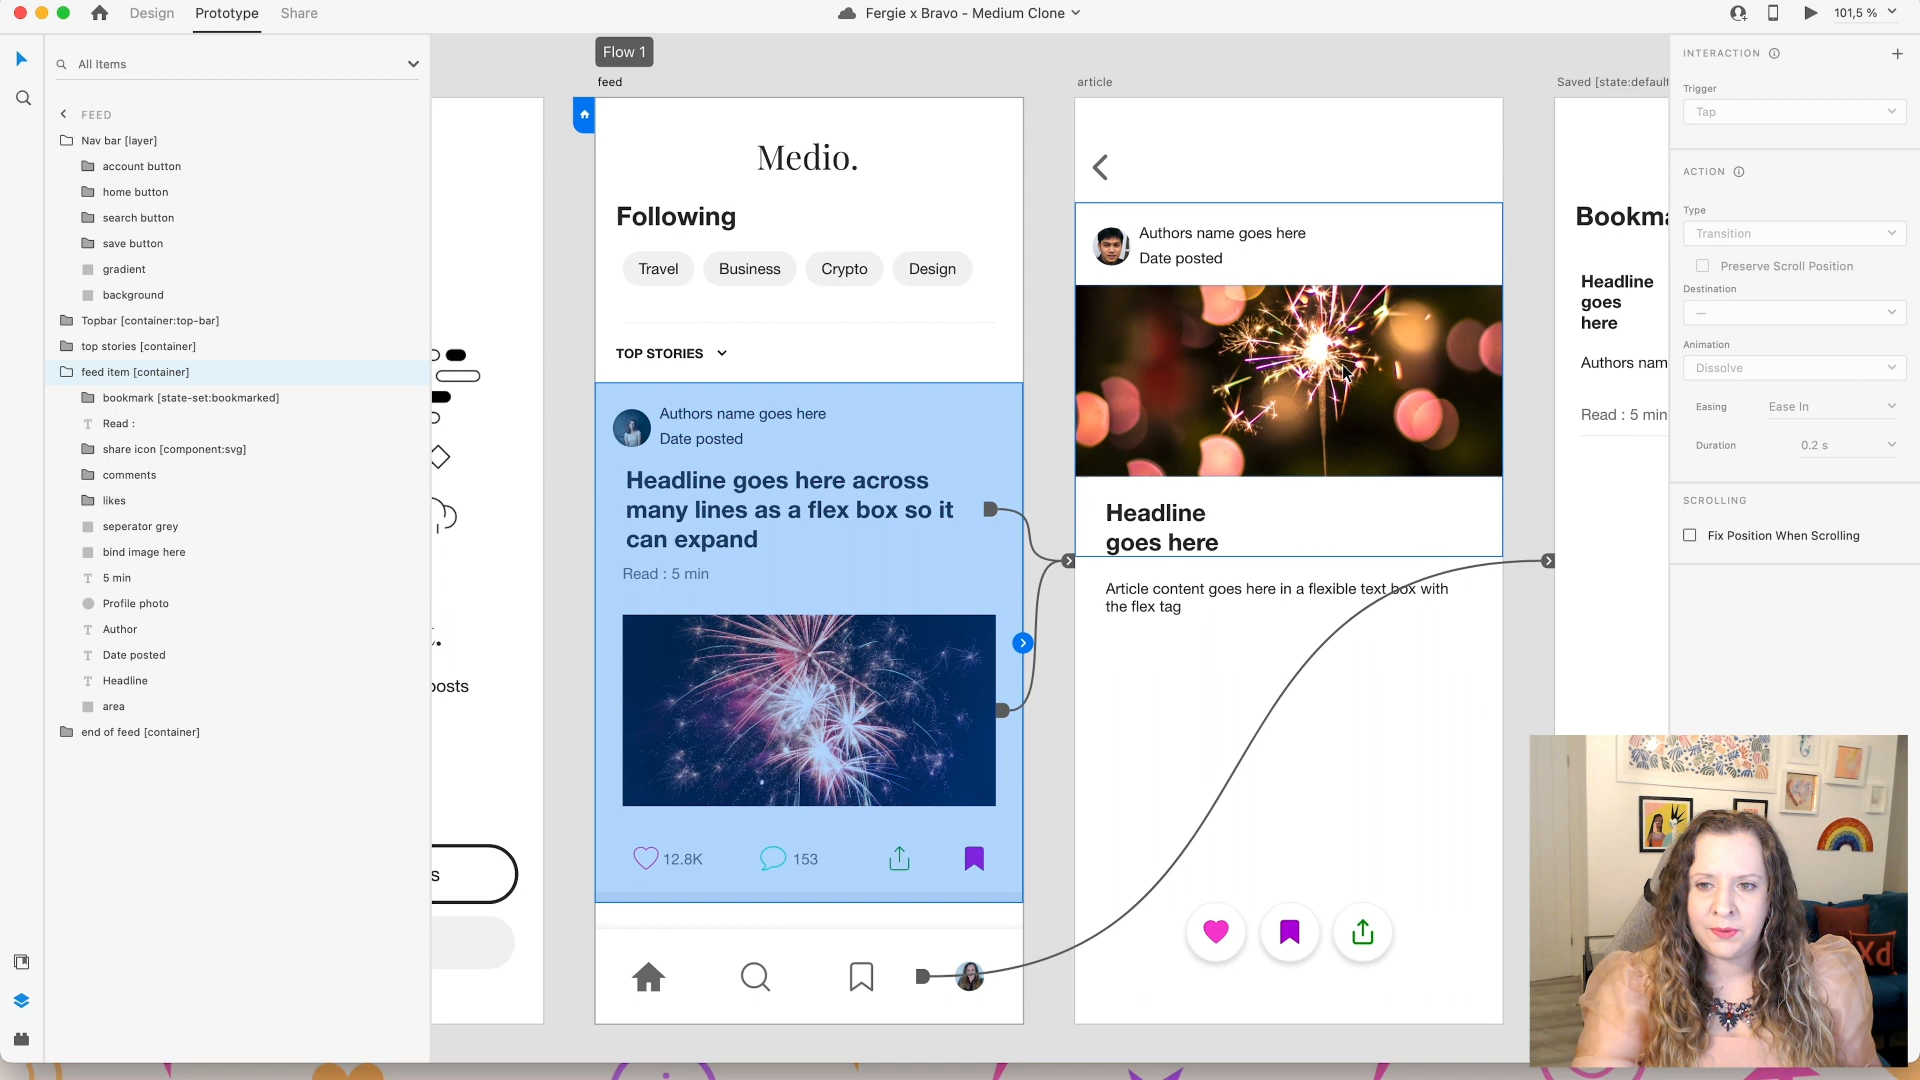 Design
Prototype
Share
Fergie x Bravo - Medium Clone
101,5 %
All Items
FEED
Nav bar [layer]
account button
home button
search button
save button
gradient
background
Topbar [container:top-bar]
top stories [container]
feed item [container]
bookmark [state-set:bookmarked]
Read :
share icon [component:svg]
comments
likes
seperator grey
bind image here
5 min
Profile photo
Author
Date posted
Headline
area
end of feed [container]
t.
posts
s
Flow 1
feed
Medio.
Following
Travel
Business
Crypto
Design
TOP STORIES
Authors name goes here
Date posted
Headline goes here across
many lines as a flex box so it
can expand
Read : 5 min
12.8K
153
article
Authors name goes here
Date posted
Headline
goes here
Article content goes here in a flexible text box with
the flex tag
Saved [state:default
Bookma
Headline
goes
here
Authors nam
Read : 5 min
INTERACTION
Trigger
Tap
ACTION
Type
Transition
Preserve Scroll Position
Destination
—
Animation
Dissolve
Easing
Ease In
Duration
0.2 s
SCROLLING
Fix Position When Scrolling
Xd